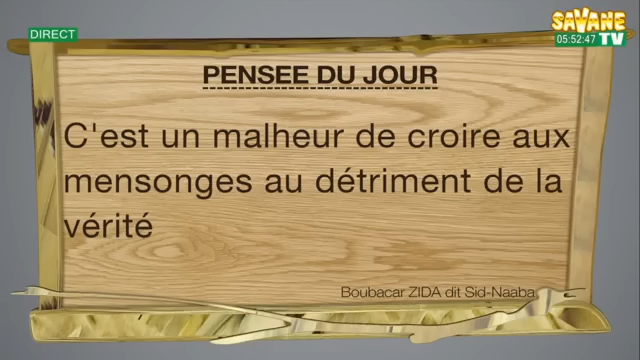 DIRECT
SAVANE
05:52:47 TV
PENSEE DU JOUR
C'est un malheur de croire aux
mensonges au détriment de la
vérité
Boubacar ZIDA dit Sid-Naaba